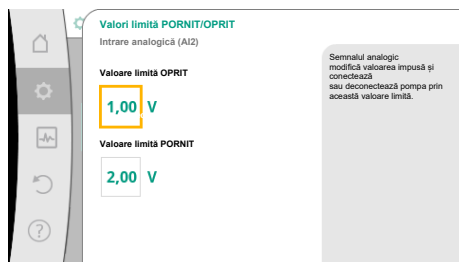 Valori limită PORNIT/OPRIT
Intrare analogică (AI2)
Valoare limită OPRIT
1,00 V
Valoare limită PORNIT
2,00 V
Semnalul analogic
modifică valoarea impusă și
conectează
sau deconectează pompa prin
această valoare limită.
?